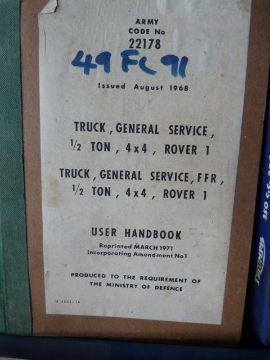 ARMY
CODE No
22178
49 FL 91
Issued August 1968
TRUCK, GENERAL SERVICE,
½ TON, 4x4, ROVER 1
TRUCK, GENERAL SERVICE, FFR,
½ TON, 4x4, ROVER 1
USER HANDBOOK
Reprinted MARCH 1971
incorporating Amendment No1
PRODUCED TO THE REQUIREMENT OF
THE MINISTRY OF DEFENCE